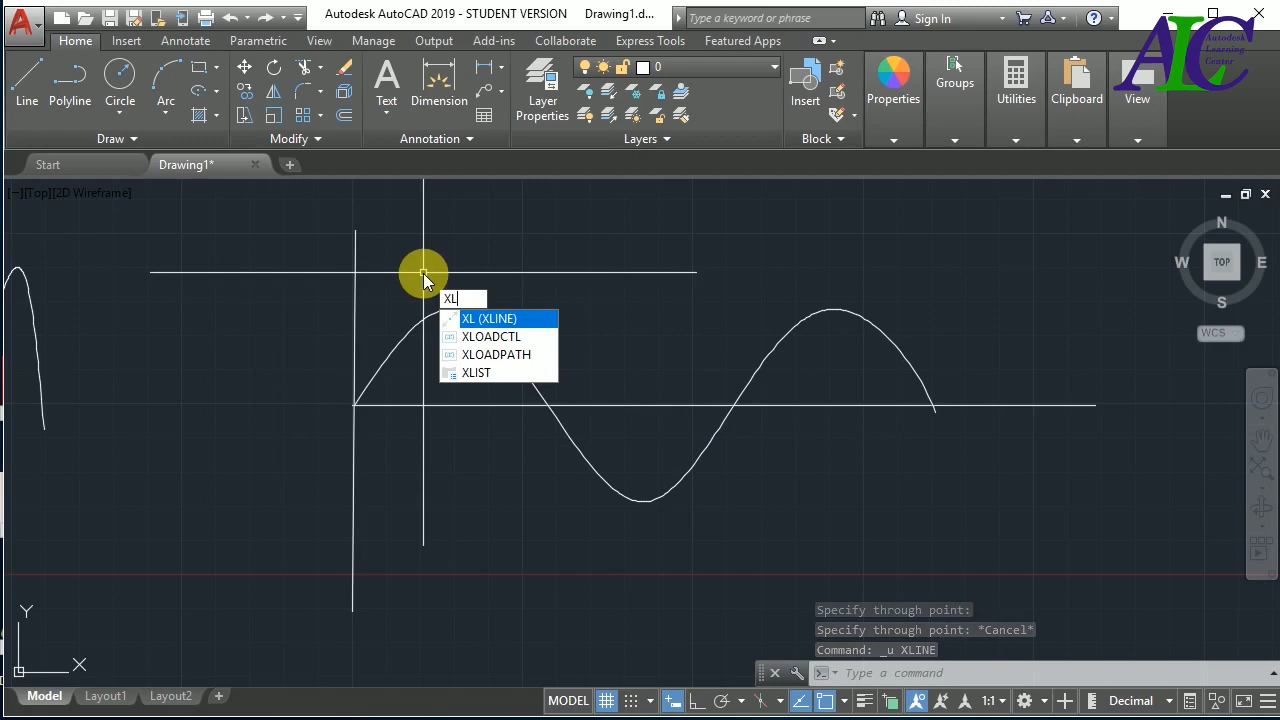 Autodesk AutoCAD 2019 - STUDENT VERSION Drawing1.d...
Type a keyword or phrase
Sign In
Home Insert Annotate Parametric View Manage Output Add-ins Collaborate Express Tools Featured Apps
ALC
Autodesk
Learning
Center
Line Polyline Circle Arc
Text Dimension
Layer
Properties
0
Insert
Properties
Groups
Utilities
Clipboard
View
Draw
Modify
Annotation
Layers
Block
Start
Drawing1*
[−][Top][2D Wireframe]
N
W TOP E
S
WCS
XL
XL (XLINE)
XLOADCTL
XLOADPATH
XLIST
Y
X
Specify through point:
Specify through point: *Cancel*
Command: _u XLINE
Type a command
Model Layout1 Layout2
MODEL
1:1
Decimal